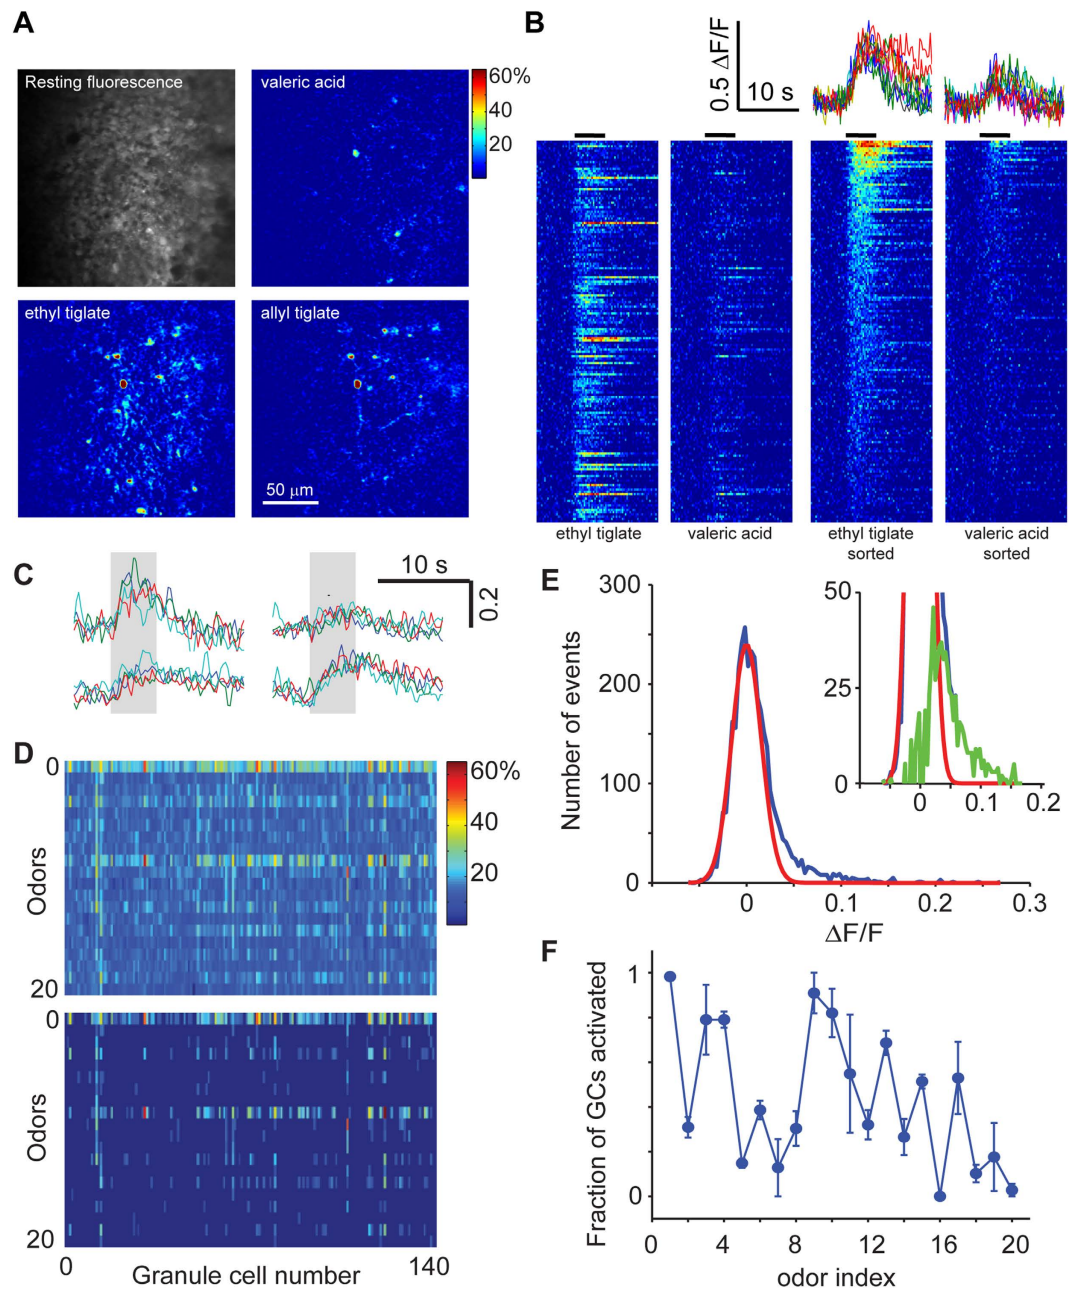 A
Resting fluorescence
valeric acid
60%
40
20
ethyl tiglate
allyl tiglate
50 μm
B
0.5 ΔF/F
10 s
ethyl tiglate
valeric acid
ethyl tiglate
sorted
valeric acid
sorted
C
10 s
0.2
D
0
Odors
20
60%
40
20
0
Odors
20
0
140
Granule cell number
E
300
200
100
0
Number of events
0
0.1
0.2
0.3
ΔF/F
50
25
0
0
0.1
0.2
F
1
0
Fraction of GCs activated
0
4
8
12
16
20
odor index